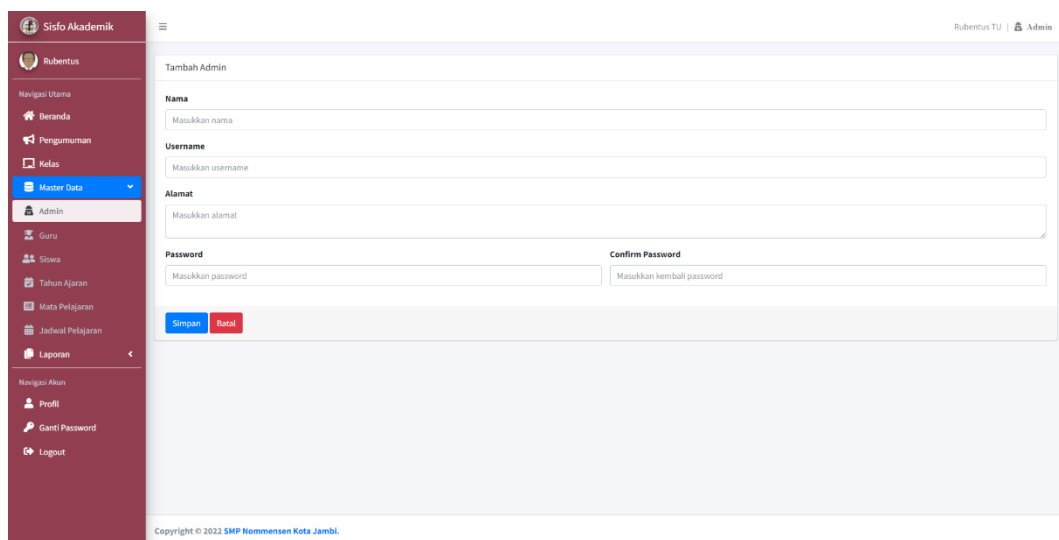 Sisfo Akademik
Rubentus TU | Admin
Rubentus
Navigasi Utama
Beranda
Pengumuman
Kelas
Master Data
Admin
Guru
Siswa
Tahun Ajaran
Mata Pelajaran
Jadwal Pelajaran
Laporan
Navigasi Akun
Profil
Ganti Password
Logout
Tambah Admin
Nama
Masukkan nama
Username
Masukkan username
Alamat
Masukkan alamat
Password
Masukkan password
Confirm Password
Masukkan kembali password
Simpan Batal
Copyright © 2022 SMP Nommensen Kota Jambi.